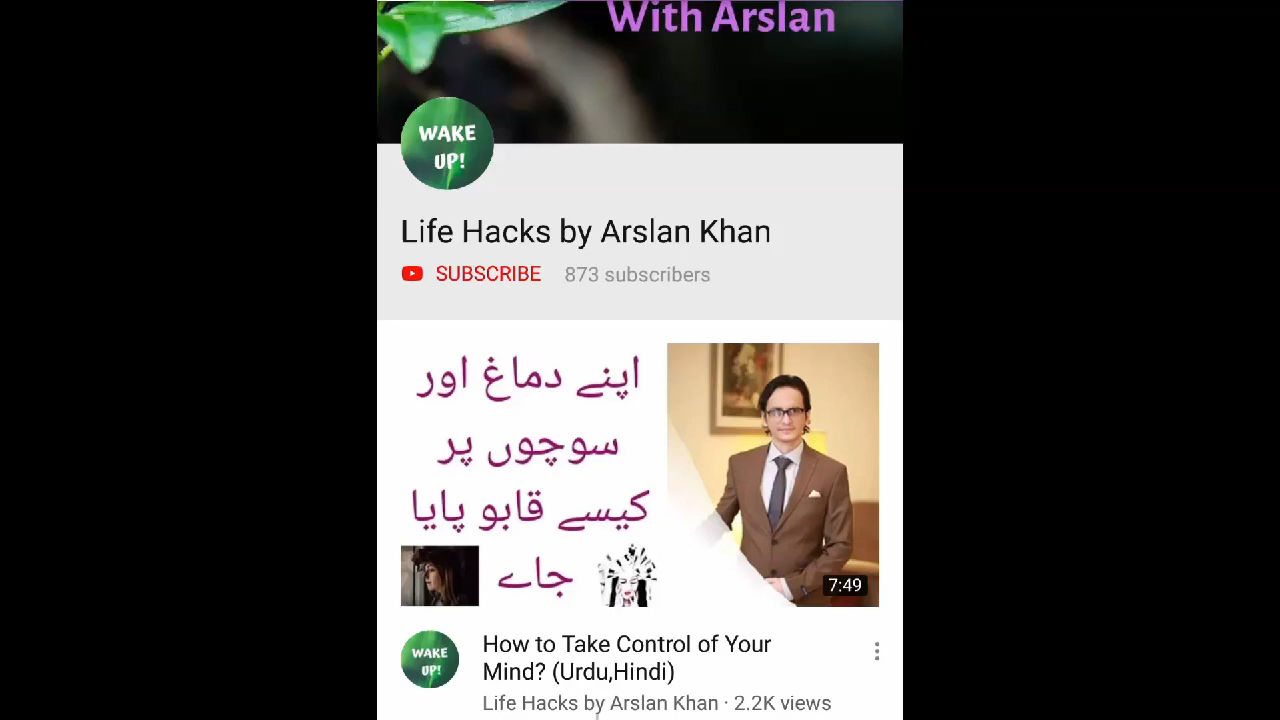 With Arslan
WAKE
UP!
Life Hacks by Arslan Khan
SUBSCRIBE 873 subscribers
اپنے دماغ اور
سوچوں پر
کیسے قابو پایا
جاے
7:49
WAKE
UP!
How to Take Control of Your
Mind? (Urdu,Hindi)
Life Hacks by Arslan Khan · 2.2K views